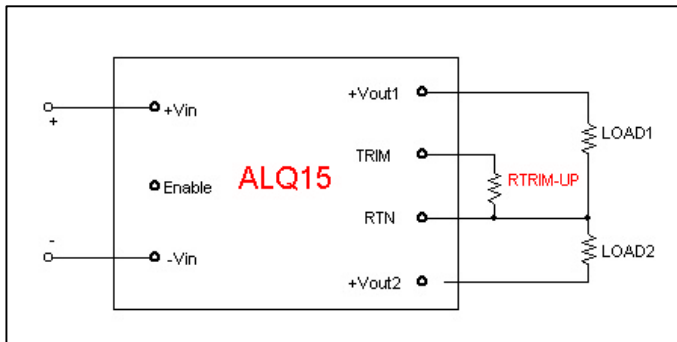 +Vout1
+Vin
+
LOAD1
TRIM
ALQ15
RTRIM-UP
Enable
RTN
-
-Vin
LOAD2
+Vout2